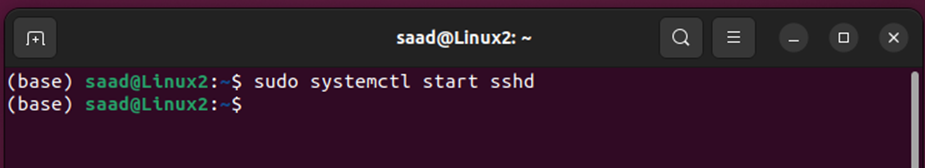 saad@Linux2: ~
(base) saad@Linux2:~$ sudo systemctl start sshd
(base) saad@Linux2:~$